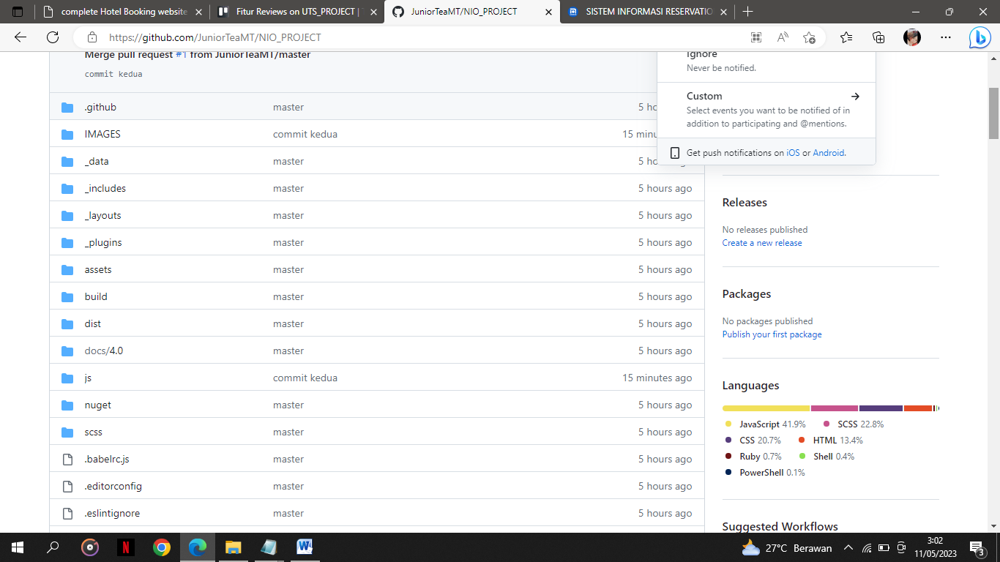 complete Hotel Booking website
Fitur Reviews on UTS_PROJECT | T
JuniorTeaMT/NIO_PROJECT
SISTEM INFORMASI RESERVATIO
https://github.com/JuniorTeaMT/NIO_PROJECT
Merge pull request #1 from JuniorTeaMT/master
commit kedua
Ignore
Never be notified.
Custom
Select events you want to be notified of in
addition to participating and @mentions.
Get push notifications on iOS or Android.
.github master 5 ho
IMAGES commit kedua 15 minu
_data master 5 ho
_includes master 5 hours ago
_layouts master 5 hours ago
_plugins master 5 hours ago
assets master 5 hours ago
build master 5 hours ago
dist master 5 hours ago
docs/4.0 master 5 hours ago
js commit kedua 15 minutes ago
nuget master 5 hours ago
scss master 5 hours ago
.babelrc.js master 5 hours ago
.editorconfig master 5 hours ago
.eslintignore master 5 hours ago
Releases
No releases published
Create a new release
Packages
No packages published
Publish your first package
Languages
JavaScript 41.9% SCSS 22.8%
CSS 20.7% HTML 13.4%
Ruby 0.7% Shell 0.4%
PowerShell 0.1%
Suggested Workflows
27°C Berawan
3:02
11/05/2023
3